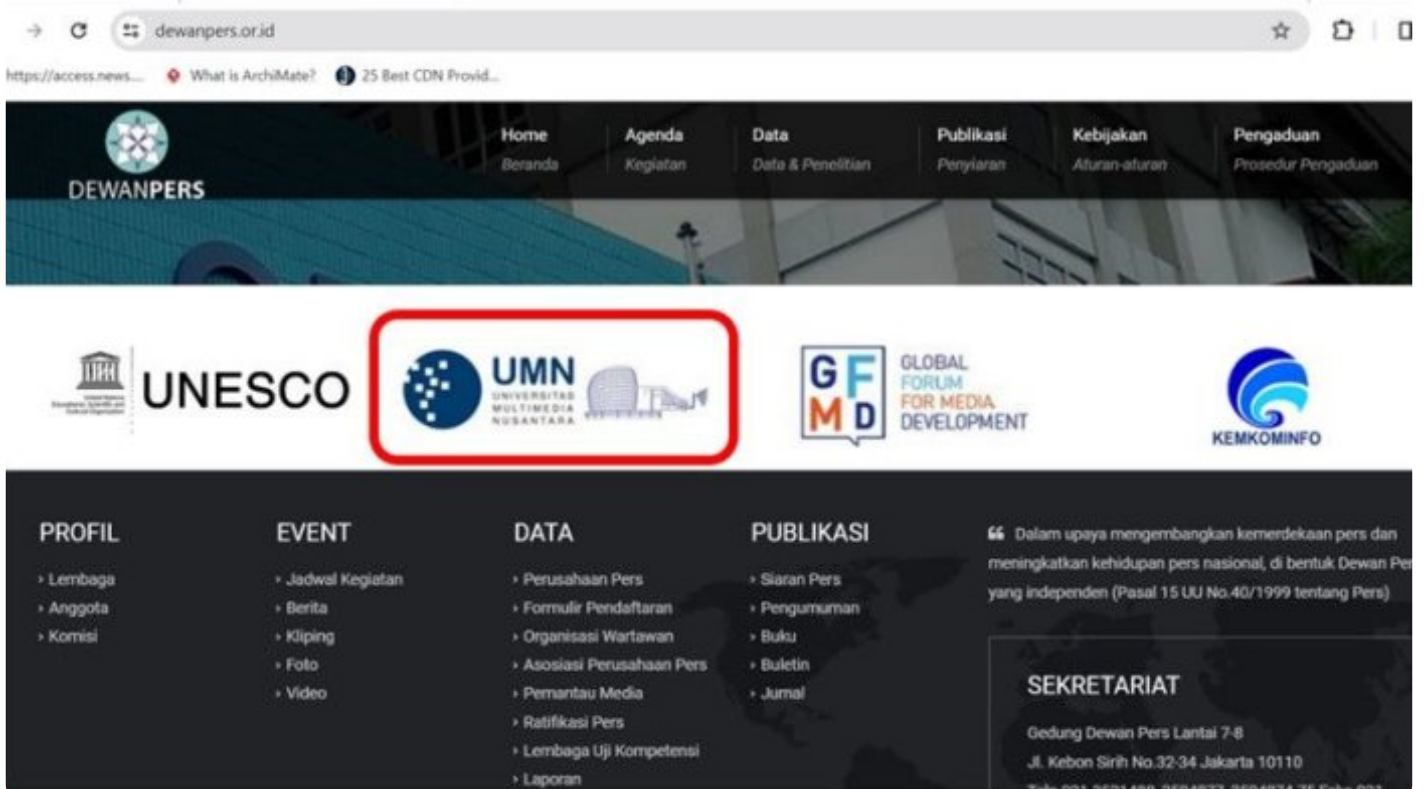 dewanpers.or.id
https://access.news.... What is ArchiMate? 25 Best CDN Provid...
DEWANPERS
Home Agenda Data Publikasi Kebijakan Pengaduan
Beranda Kegiatan Data & Penelitian Penyiaran Aturan-aturan Prosedur Pengaduan
UNESCO
UMN
UNIVERSITAS
MULTIMEDIA
NUSANTARA
GFMD
GLOBAL
FORUM
FOR MEDIA
DEVELOPMENT
KEMKOMINFO
PROFIL
› Lembaga
› Anggota
› Komisi
EVENT
› Jadwal Kegiatan
› Berita
› Kliping
› Foto
› Video
DATA
› Perusahaan Pers
› Formulir Pendaftaran
› Organisasi Wartawan
› Asosiasi Perusahaan Pers
› Pemantau Media
› Ratifikasi Pers
› Lembaga Uji Kompetensi
› Laporan
PUBLIKASI
› Siaran Pers
› Pengumuman
› Buku
› Buletin
› Jurnal
“ Dalam upaya mengembangkan kemerdekaan pers dan
meningkatkan kehidupan pers nasional, di bentuk Dewan Per
yang independen (Pasal 15 UU No.40/1999 tentang Pers)
SEKRETARIAT
Gedung Dewan Pers Lantai 7-8
Jl. Kebon Sirih No.32-34 Jakarta 10110